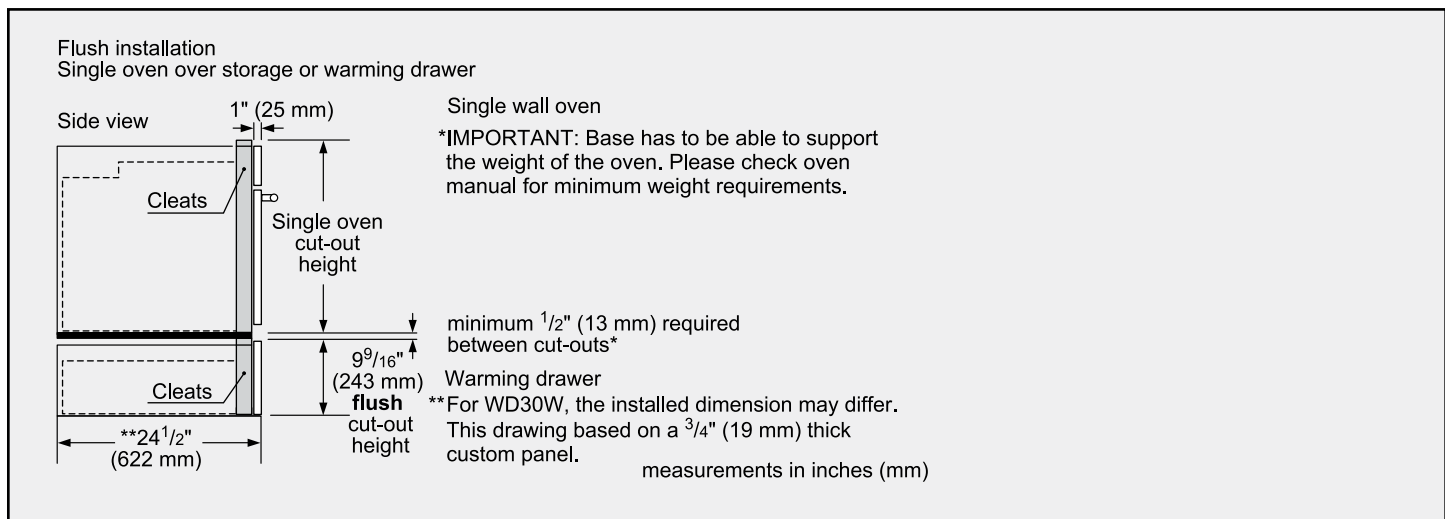 Flush installation
Single oven over storage or warming drawer
Side view
1" (25 mm)
Cleats
Single oven
cut-out
height
Cleats
9 9/16"
(243 mm)
flush
cut-out
height
**24 1/2"
(622 mm)
Single wall oven
*IMPORTANT: Base has to be able to support
the weight of the oven. Please check oven
manual for minimum weight requirements.
minimum 1/2" (13 mm) required
between cut-outs*
Warming drawer
**For WD30W, the installed dimension may differ.
This drawing based on a 3/4" (19 mm) thick
custom panel.
measurements in inches (mm)